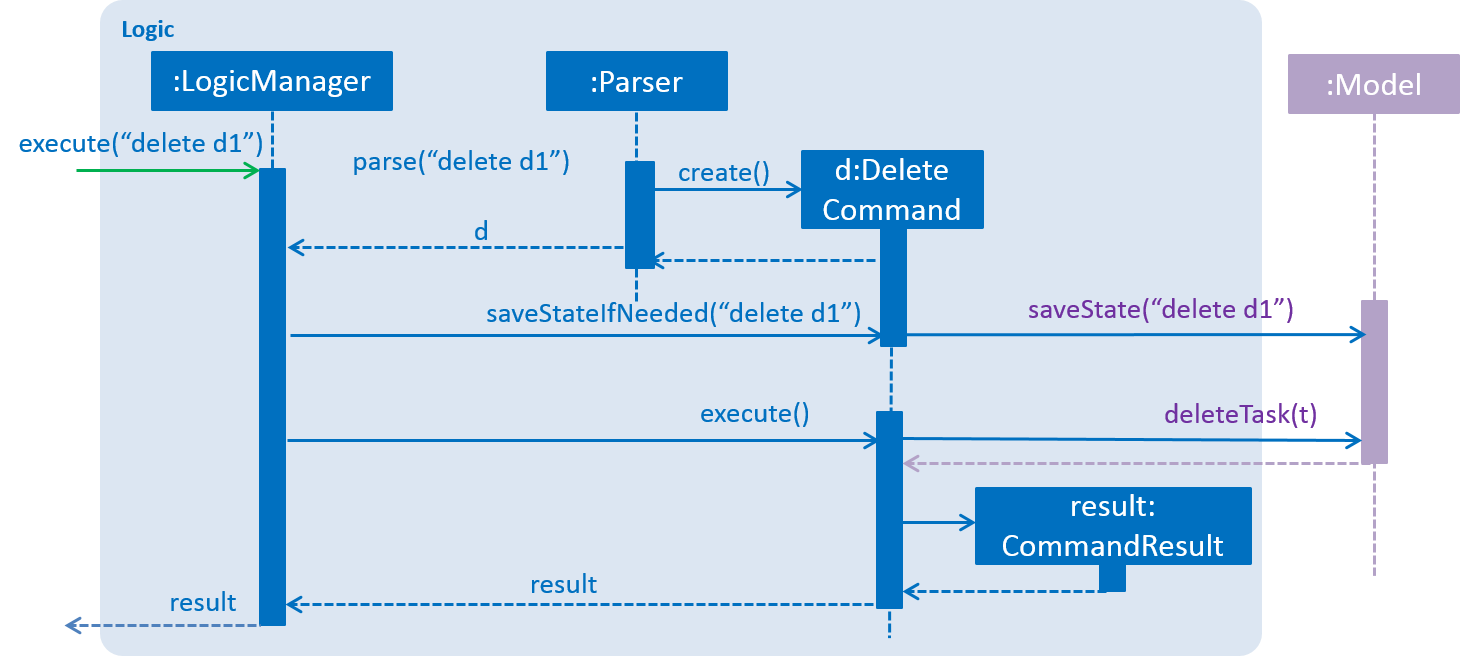 Logic
:LogicManager
:Parser
:Model
execute(“delete d1”)
parse(“delete d1”)
create()
d:Delete
Command
d
saveStateIfNeeded(“delete d1”)
saveState(“delete d1”)
execute()
deleteTask(t)
result:
CommandResult
result
result